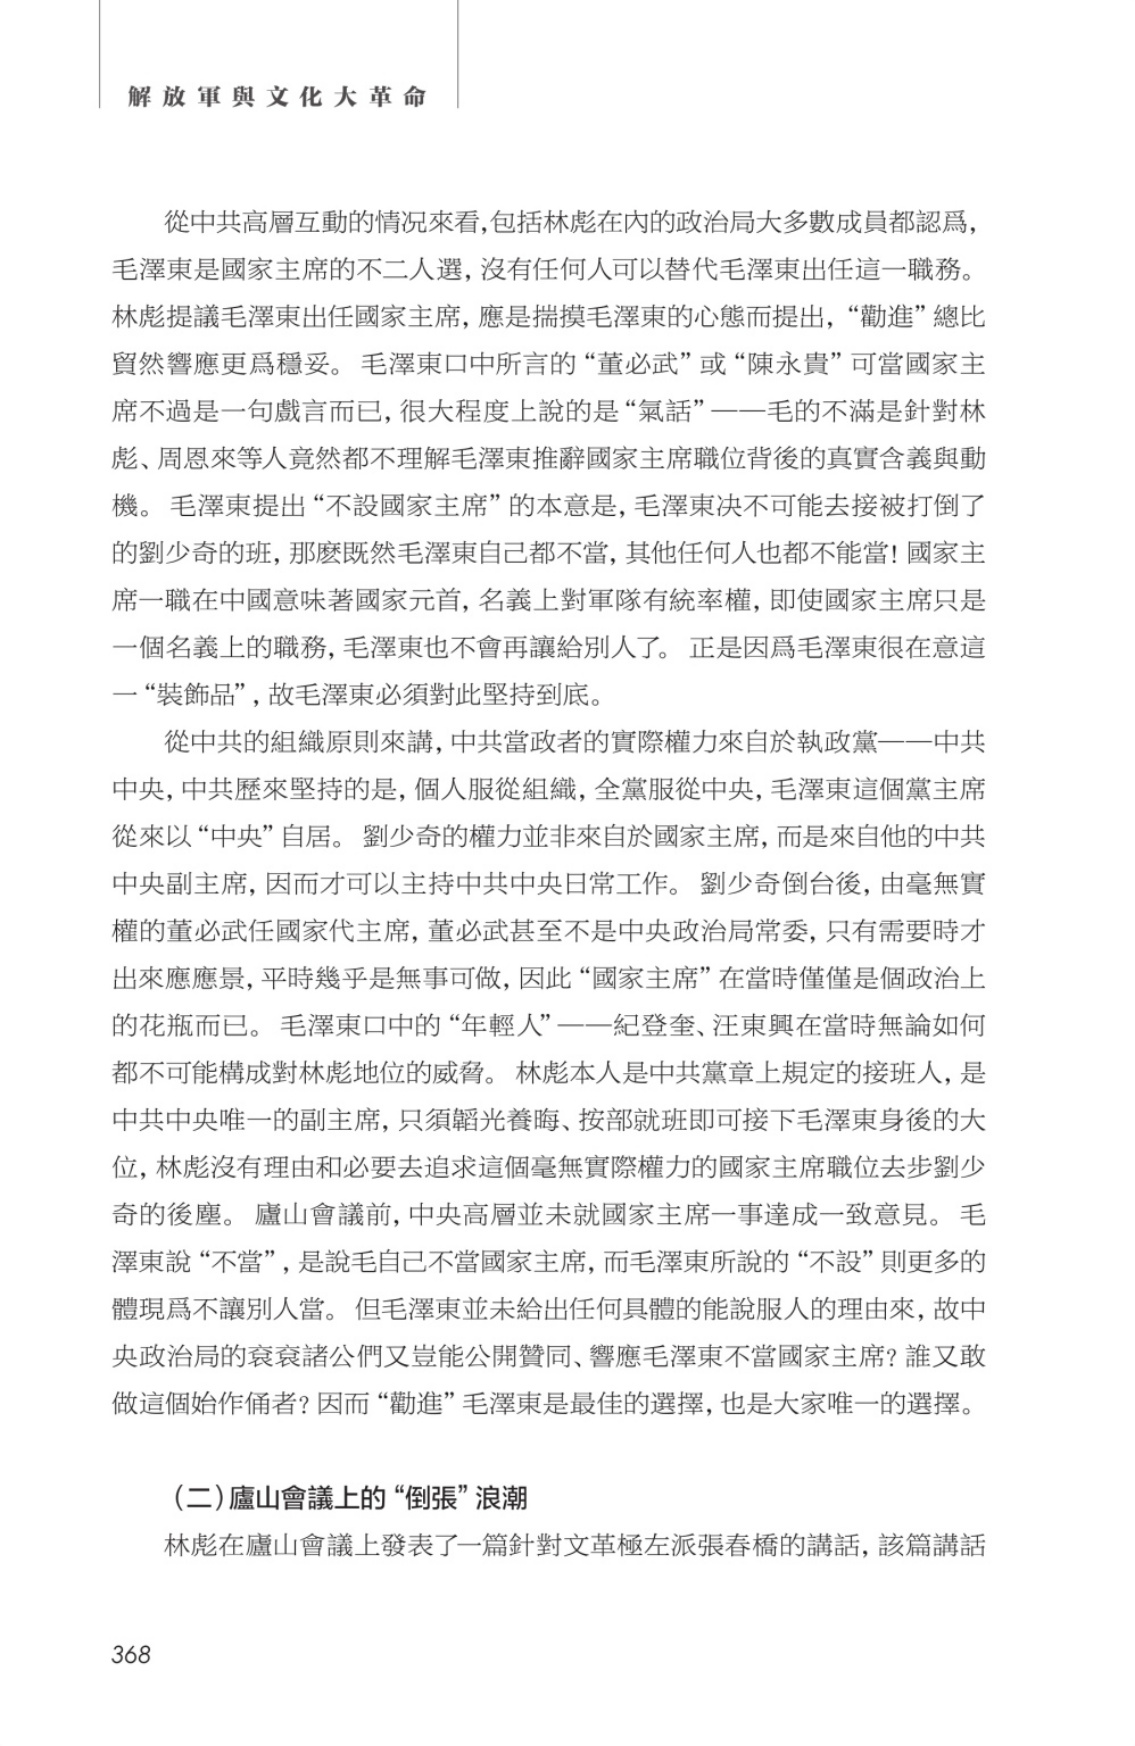 解放軍與文化大革命
從中共高層互動的情况來看,包括林彪在內的政治局大多數成員都認爲,
毛澤東是國家主席的不二人選,沒有任何人可以替代毛澤東出任這一職務。
林彪提議毛澤東出任國家主席,應是揣摸毛澤東的心態而提出,“勸進”總比
貿然響應更爲穩妥。毛澤東口中所言的“董必武”或“陳永貴”可當國家主
席不過是一句戲言而已,很大程度上說的是“氣話”——毛的不滿是針對林
彪、周恩來等人竟然都不理解毛澤東推辭國家主席職位背後的真實含義與動
機。毛澤東提出“不設國家主席”的本意是,毛澤東決不可能去接被打倒了
的劉少奇的班,那麽既然毛澤東自己都不當,其他任何人也都不能當!國家主
席一職在中國意味著國家元首,名義上對軍隊有統率權,即使國家主席只是
一個名義上的職務,毛澤東也不會再讓給別人了。正是因爲毛澤東很在意這
一“裝飾品”,故毛澤東必須對此堅持到底。
從中共的組織原則來講,中共當政者的實際權力來自於執政黨——中共
中央,中共歷來堅持的是,個人服從組織,全黨服從中央,毛澤東這個黨主席
從來以“中央”自居。劉少奇的權力並非來自於國家主席,而是來自他的中共
中央副主席,因而才可以主持中共中央日常工作。劉少奇倒台後,由毫無實
權的董必武任國家代主席,董必武甚至不是中央政治局常委,只有需要時才
出來應應景,平時幾乎是無事可做,因此“國家主席”在當時僅僅是個政治上
的花瓶而已。毛澤東口中的“年輕人”——紀登奎、汪東興在當時無論如何
都不可能構成對林彪地位的威脅。林彪本人是中共黨章上規定的接班人,是
中共中央唯一的副主席,只須韜光養晦、按部就班即可接下毛澤東身後的大
位,林彪沒有理由和必要去追求這個毫無實際權力的國家主席職位去步劉少
奇的後塵。廬山會議前,中央高層並未就國家主席一事達成一致意見。毛
澤東說“不當”,是說毛自己不當國家主席,而毛澤東所說的“不設”則更多的
體現爲不讓別人當。但毛澤東並未給出任何具體的能說服人的理由來,故中
央政治局的袞袞諸公們又豈能公開贊同、響應毛澤東不當國家主席?誰又敢
做這個始作俑者?因而“勸進”毛澤東是最佳的選擇,也是大家唯一的選擇。
（二）廬山會議上的“倒張”浪潮
林彪在廬山會議上發表了一篇針對文革極左派張春橋的講話,該篇講話
368